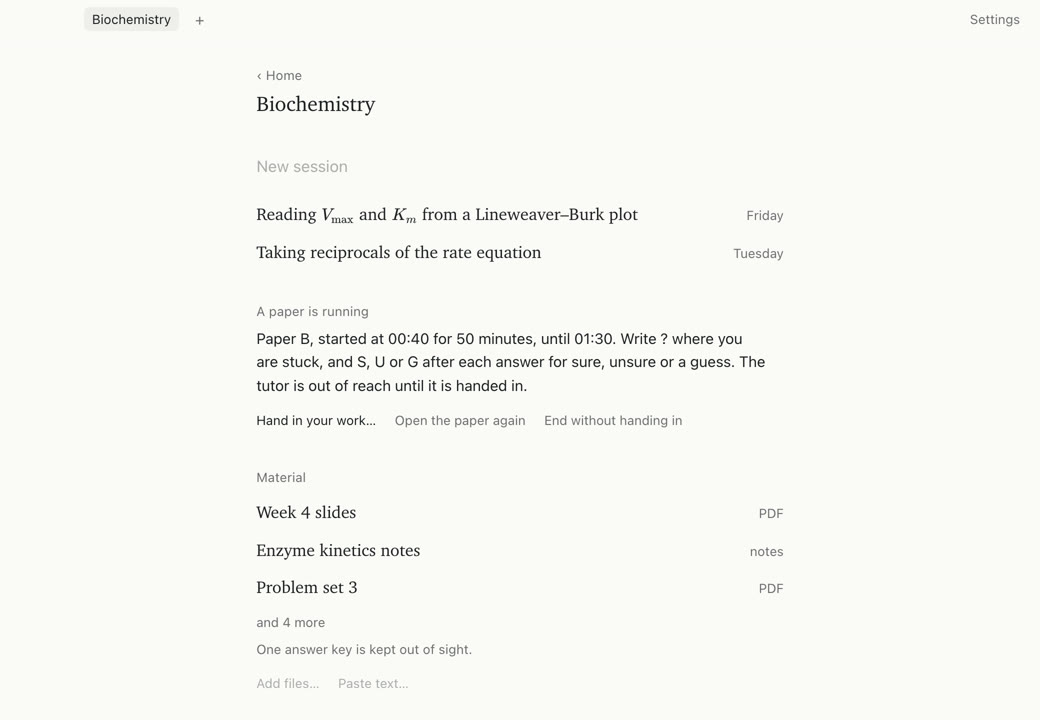 Biochemistry +
Settings
‹ Home
Biochemistry
New session
Reading V_max and K_m from a Lineweaver–Burk plot
Friday
Taking reciprocals of the rate equation
Tuesday
A paper is running
Paper B, started at 00:40 for 50 minutes, until 01:30. Write ? where you
are stuck, and S, U or G after each answer for sure, unsure or a guess. The
tutor is out of reach until it is handed in.
Hand in your work… Open the paper again End without handing in
Material
Week 4 slides
PDF
Enzyme kinetics notes
notes
Problem set 3
PDF
and 4 more
One answer key is kept out of sight.
Add files… Paste text…